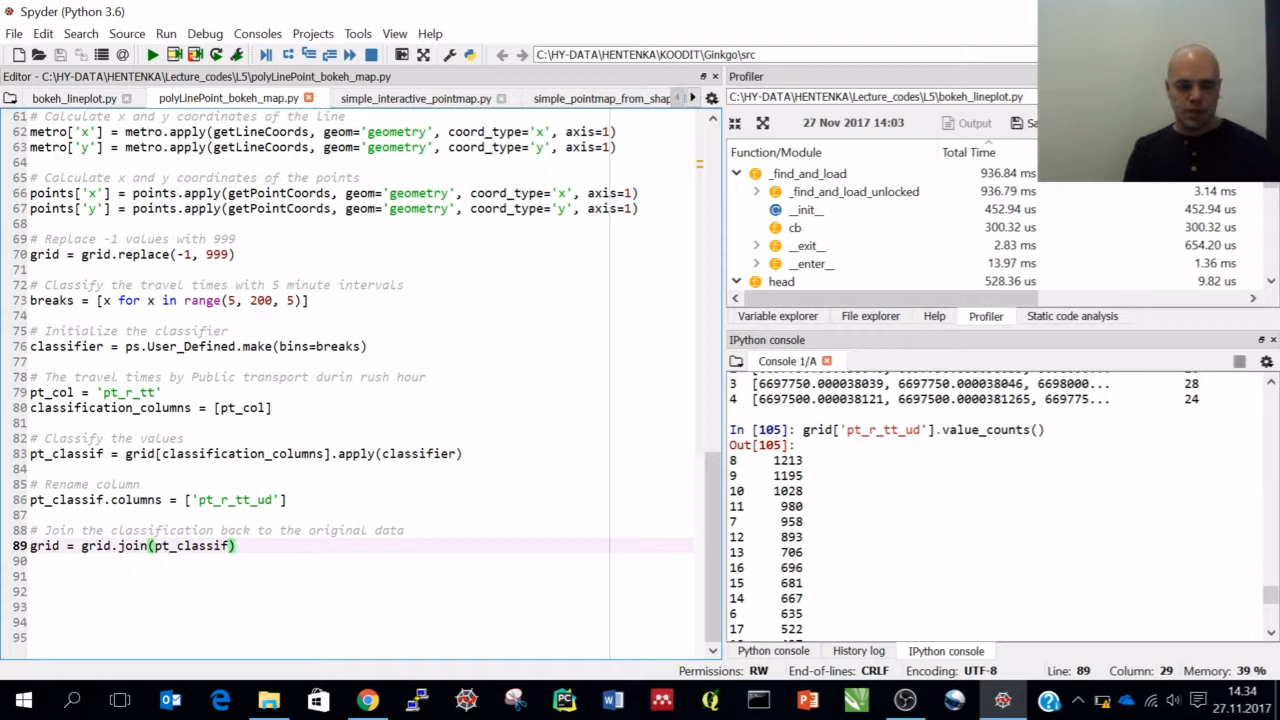 Spyder (Python 3.6)
File Edit Search Source Run Debug Consoles Projects Tools View Help
C:\HY-DATA\HENTENKA\KOODIT\Ginkgo\src
Editor - C:\HY-DATA\HENTENKA\Lecture_codes\L5\polyLinePoint_bokeh_map.py
bokeh_lineplot.py polyLinePoint_bokeh_map.py simple_interactive_pointmap.py simple_pointmap_from_shap
61 # Calculate x and y coordinates of the line
62 metro['x'] = metro.apply(getLineCoords, geom='geometry', coord_type='x', axis=1)
63 metro['y'] = metro.apply(getLineCoords, geom='geometry', coord_type='y', axis=1)
64
65 # Calculate x and y coordinates of the points
66 points['x'] = points.apply(getPointCoords, geom='geometry', coord_type='x', axis=1)
67 points['y'] = points.apply(getPointCoords, geom='geometry', coord_type='y', axis=1)
68
69 # Replace -1 values with 999
70 grid = grid.replace(-1, 999)
71
72 # Classify the travel times with 5 minute intervals
73 breaks = [x for x in range(5, 200, 5)]
74
75 # Initialize the classifier
76 classifier = ps.User_Defined.make(bins=breaks)
77
78 # The travel times by Public transport durin rush hour
79 pt_col = 'pt_r_tt'
80 classification_columns = [pt_col]
81
82 # Classify the values
83 pt_classif = grid[classification_columns].apply(classifier)
84
85 # Rename column
86 pt_classif.columns = ['pt_r_tt_ud']
87
88 # Join the classification back to the original data
89 grid = grid.join(pt_classif)
90
91
92
93
94
95
Profiler
C:\HY-DATA\HENTENKA\Lecture_codes\L5\bokeh_lineplot.py
27 Nov 2017 14:03 Output Sa
Function/Module Total Time
_find_and_load 936.84 ms
_find_and_load_unlocked 936.79 ms 3.14 ms
__init__ 452.94 ms 452.94 us
cb 300.32 us 300.32 us
__exit__ 2.83 ms 654.20 us
__enter__ 13.97 ms 1.36 ms
head 528.36 ms 9.82 ms
Variable explorer File explorer Help Profiler Static code analysis
IPython console
Console 1/A
3 [6697750.000038039, 6697750.000038046, 6698000... 28
4 [6697500.000038121, 6697500.0000381265, 669775... 24
In [105]: grid['pt_r_tt_ud'].value_counts()
Out[105]:
8 1213
9 1195
10 1028
11 980
7 958
12 893
13 706
16 696
15 681
14 667
6 635
17 522
Python console History log IPython console
Permissions: RW End-of-lines: CRLF Encoding: UTF-8 Line: 89 Column: 29 Memory: 39 %
14.34
27.11.2017